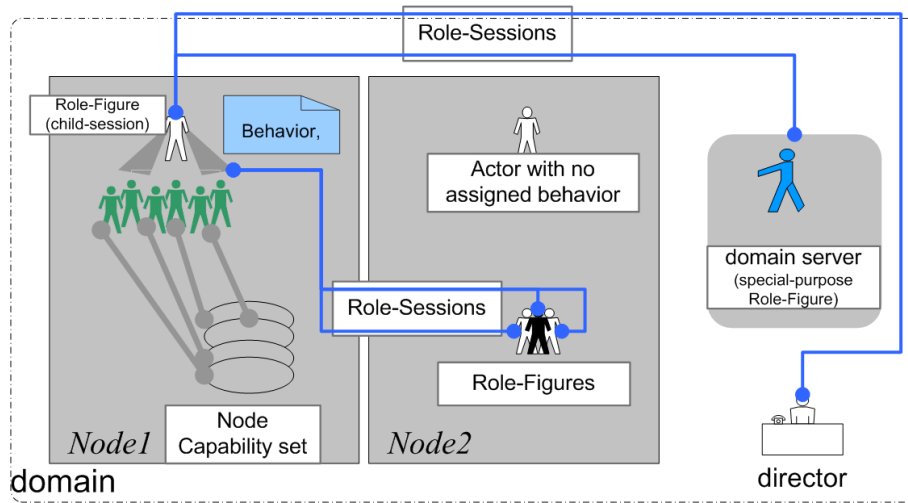 Role-Sessions
Role-Figure
(child-session)
Behavior,
Actor with no
assigned behavior
domain server
(special-purpose
Role-Figure)
Role-Sessions
Role-Figures
Node
Capability set
Node1
Node2
domain
director